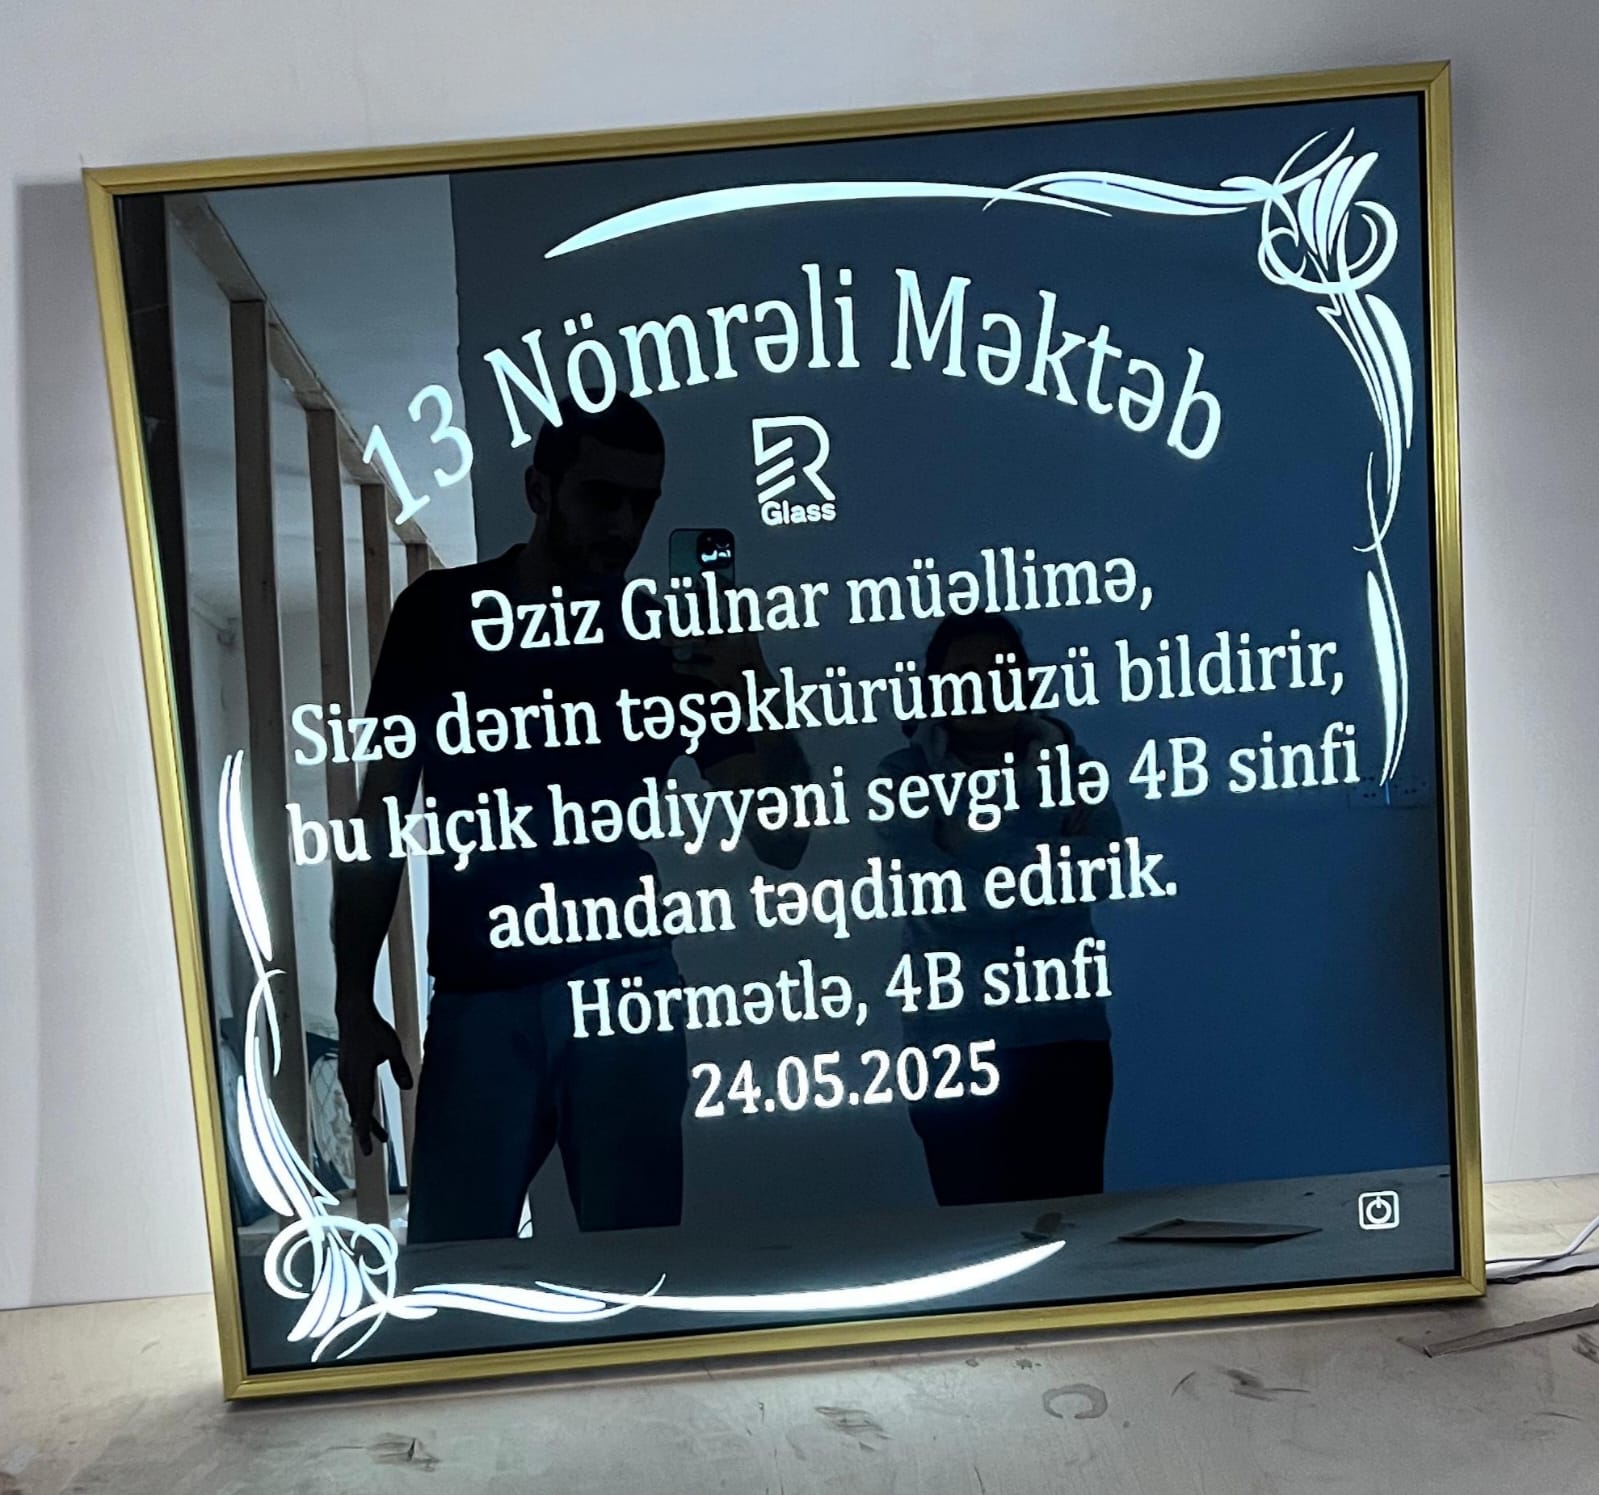 13 Nömrəli Məktəb
R
Glass
Əziz Gülnar müəllimə,
Sizə dərin təşəkkürümüzü bildirir,
bu kiçik hədiyyəni sevgi ilə 4B sinfi
adından təqdim edirik.
Hörmətlə, 4B sinfi
24.05.2025